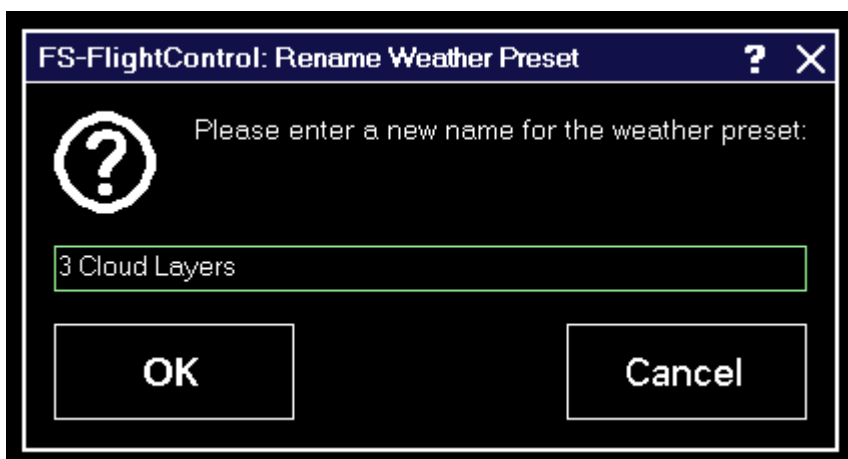 FS-FlightControl: Rename Weather Preset ?
Please enter a new name for the weather preset:
3 Cloud Layers
OK
Cancel